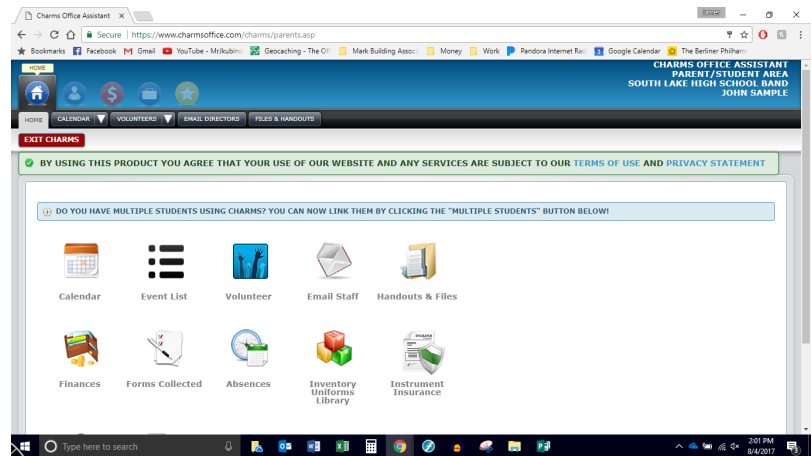 Charms Office Assistant
James
Secure | https://www.charmsoffice.com/charms/parents.asp
Bookmarks Facebook Gmail YouTube - Mr.kubins Geocaching - The Offi Mark Building Associ Money Work Pandora Internet Rad Google Calendar The Berliner Philharm
HOME
CHARMS OFFICE ASSISTANT
PARENT/STUDENT AREA
SOUTH LAKE HIGH SCHOOL BAND
JOHN SAMPLE
HOME CALENDAR VOLUNTEERS EMAIL DIRECTORS FILES & HANDOUTS
EXIT CHARMS
BY USING THIS PRODUCT YOU AGREE THAT YOUR USE OF OUR WEBSITE AND ANY SERVICES ARE SUBJECT TO OUR TERMS OF USE AND PRIVACY STATEMENT
DO YOU HAVE MULTIPLE STUDENTS USING CHARMS? YOU CAN NOW LINK THEM BY CLICKING THE "MULTIPLE STUDENTS" BUTTON BELOW!
Calendar Event List Volunteer Email Staff Handouts & Files
Finances Forms Collected Absences Inventory Instrument
Uniforms Insurance
Library
Type here to search
2:01 PM
8/4/2017